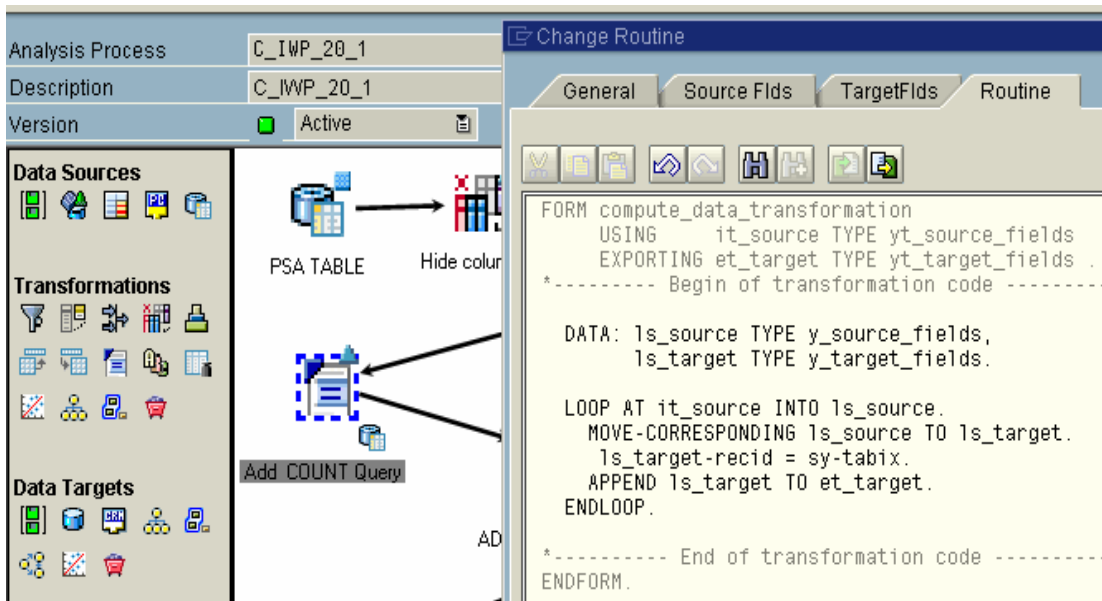 Analysis Process C_IWP_20_1
Description C_IWP_20_1
Version Active
Data Sources
Transformations
Data Targets
PSA TABLE
Hide colur
Add COUNT Query
AD
Change Routine
General Source Flds TargetFlds Routine
FORM compute_data_transformation
USING it_source TYPE yt_source_fields
EXPORTING et_target TYPE yt_target_fields .
*--------- Begin of transformation code ---------
DATA: ls_source TYPE y_source_fields,
ls_target TYPE y_target_fields.
LOOP AT it_source INTO ls_source.
MOVE-CORRESPONDING ls_source TO ls_target.
ls_target-recid = sy-tabix.
APPEND ls_target TO et_target.
ENDLOOP.
*---------- End of transformation code ----------
ENDFORM.